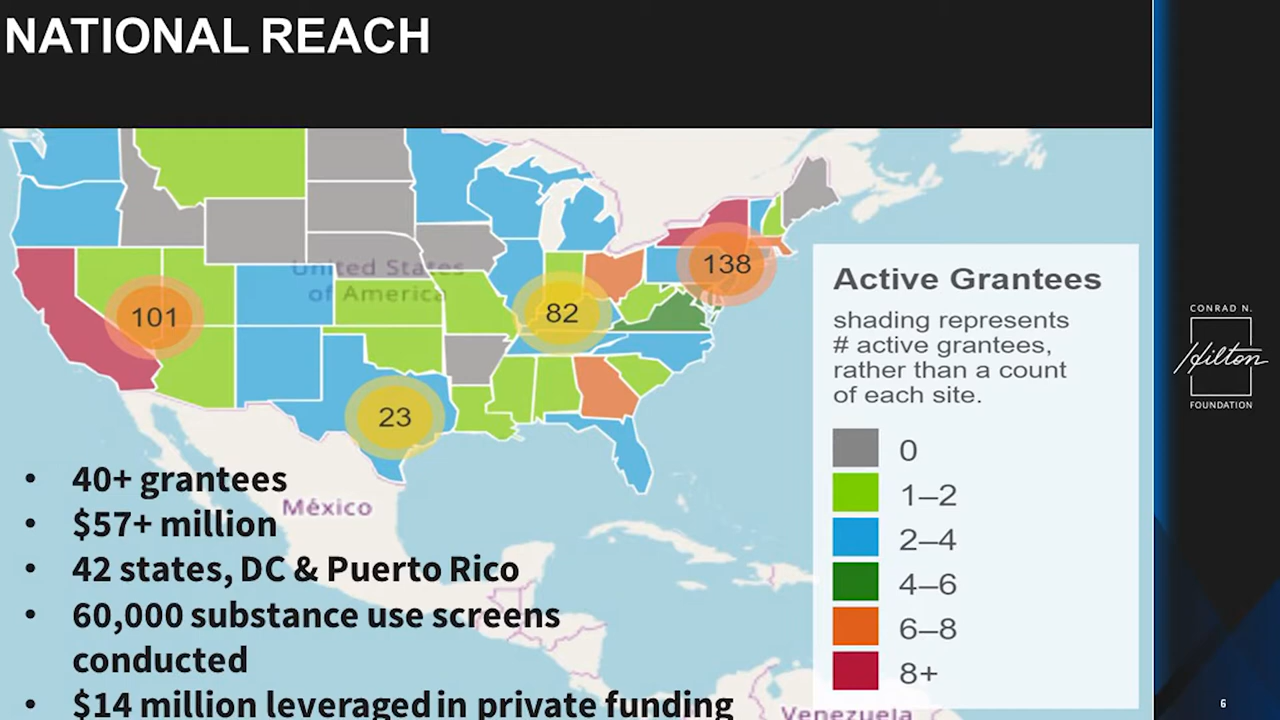 NATIONAL REACH
United States
of America
138
101
82
23
México
Venezuela
• 40+ grantees
• $57+ million
• 42 states, DC & Puerto Rico
• 60,000 substance use screens
conducted
• $14 million leveraged in private funding
Active Grantees
shading represents
# active grantees,
rather than a count
of each site.
0
1–2
2–4
4–6
6–8
8+
CONRAD N.
Hilton
FOUNDATION
6